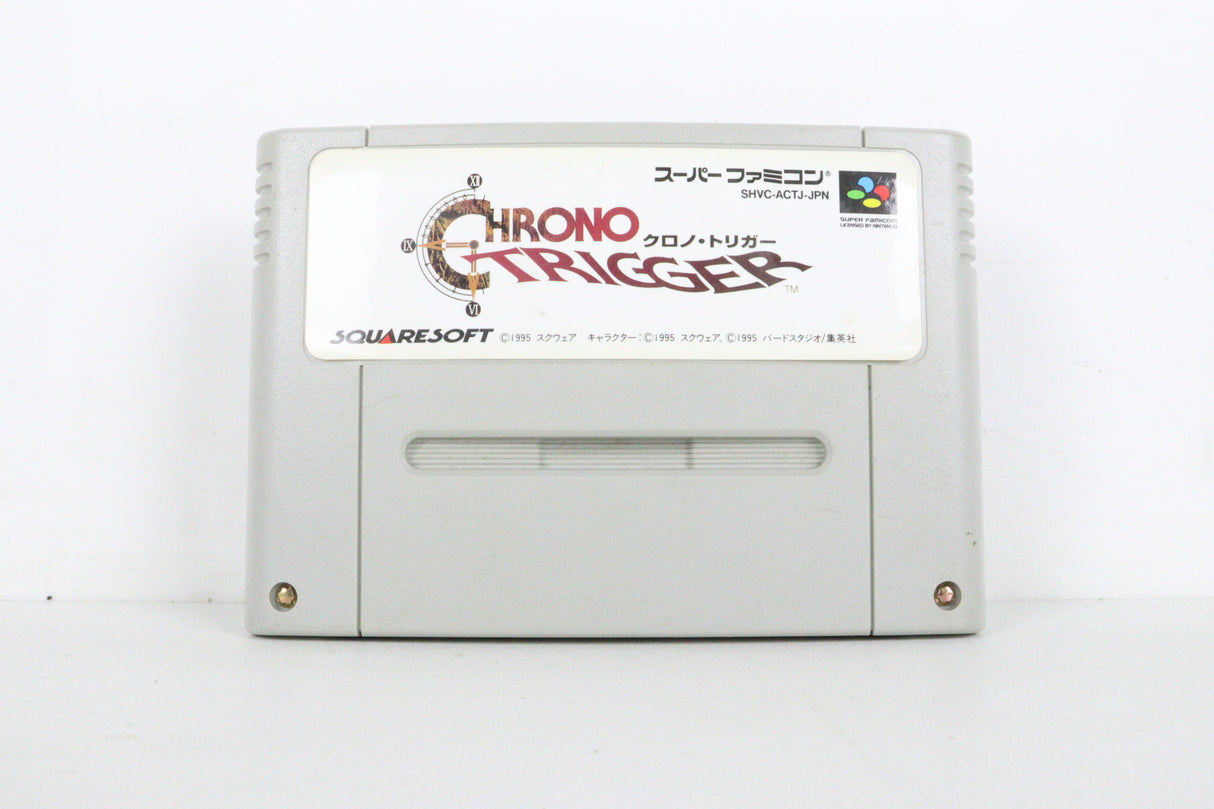 スーパーファミコン®
SHVC-ACTJ-JPN
SUPER FAMICOM
LICENSED BY NINTENDO
XII
IX
VI
CHRONO
クロノ・トリガー
TRIGGER™
SQUARESOFT ©1995 スクウェア キャラクター:©1995 スクウェア, ©1995 バードスタジオ/集英社